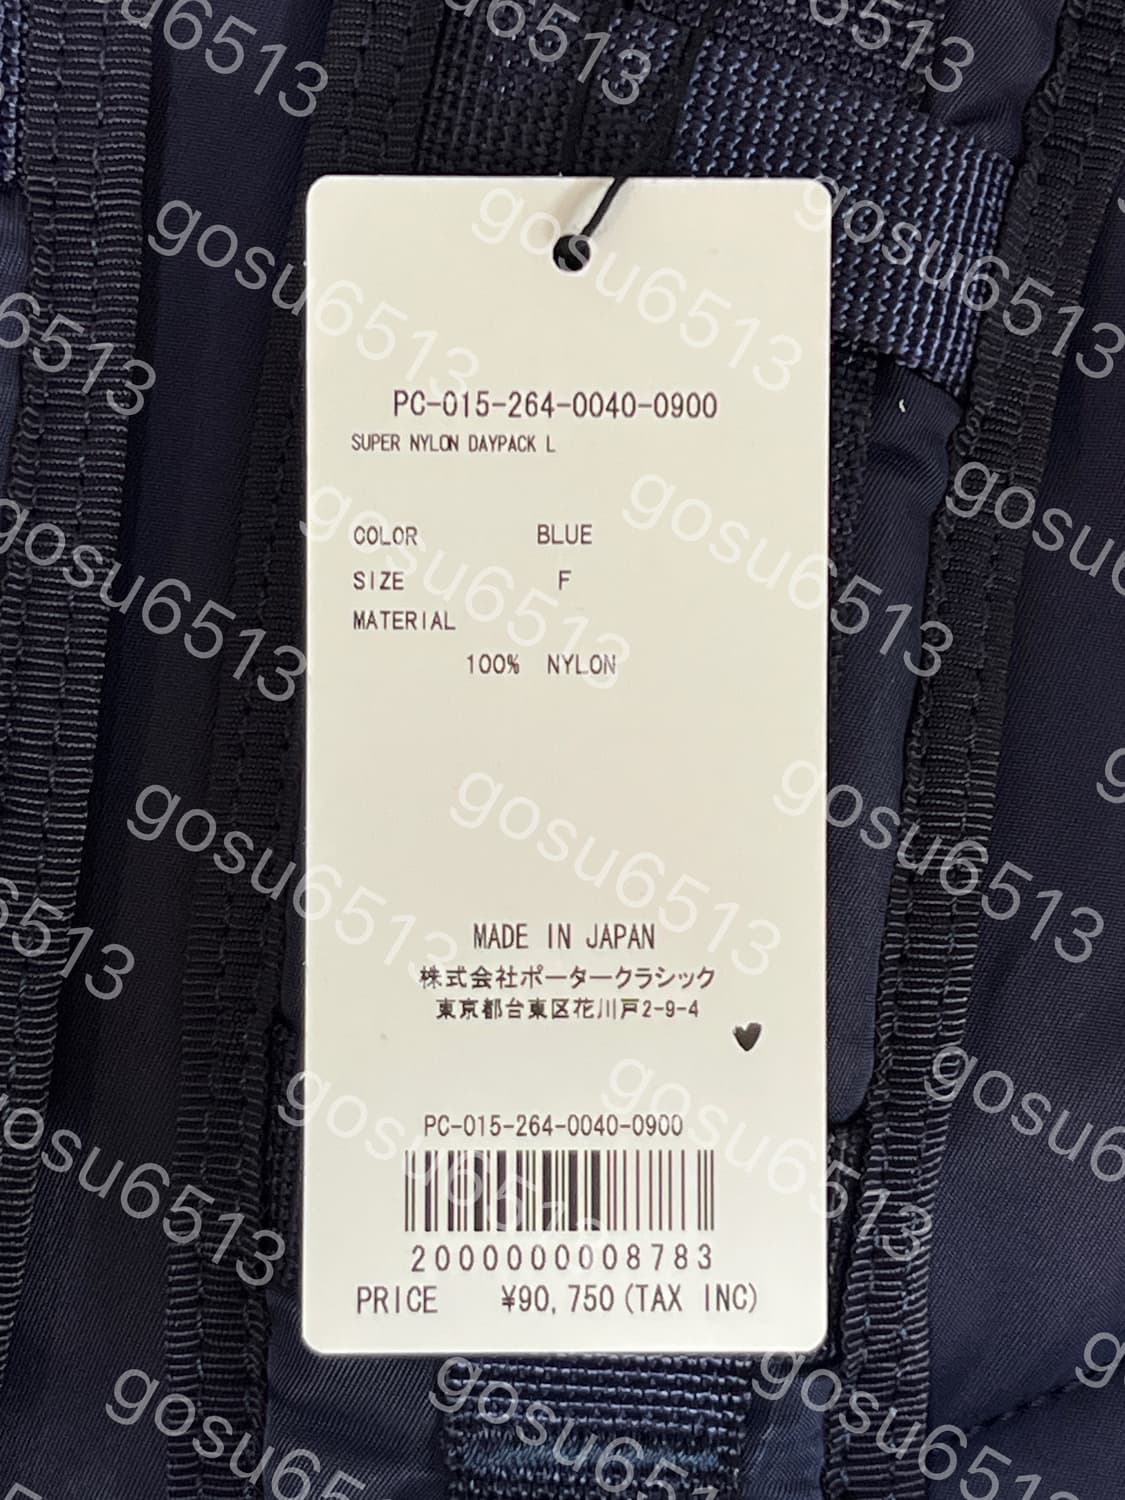 PC-015-264-0040-0900
SUPER NYLON DAYPACK L
COLOR BLUE
SIZE F
MATERIAL
100% NYLON
MADE IN JAPAN
株式会社ポータークラシック
東京都台東区花川戸2-9-4
PC-015-264-0040-0900
2000000008783
PRICE ¥90,750(TAX INC)
gosu6513